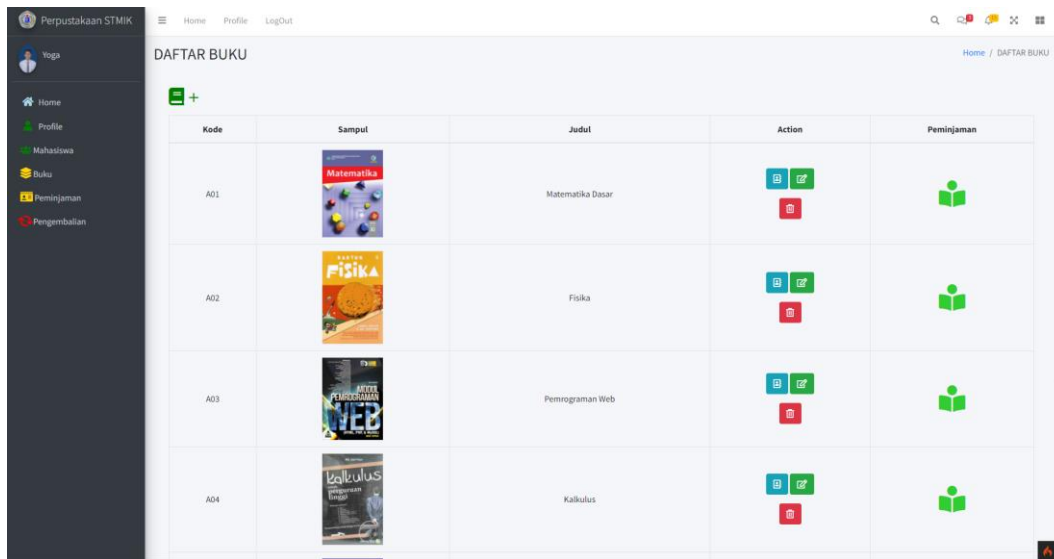 Perpustakaan STMIK
Home Profile LogOut
Yoga
DAFTAR BUKU
Home / DAFTAR BUKU
Home
Profile
Mahasiswa
Buku
Peminjaman
Pengembalian
Kode Sampul Judul Action Peminjaman
Matematika
A01 Matematika Dasar
FiSiKA
A02 Fisika
MODUL
PEMROGRAMAN
WEB
A03 Pemrograman Web
kalkulus
perguruan
tinggi
A04 Kalkulus